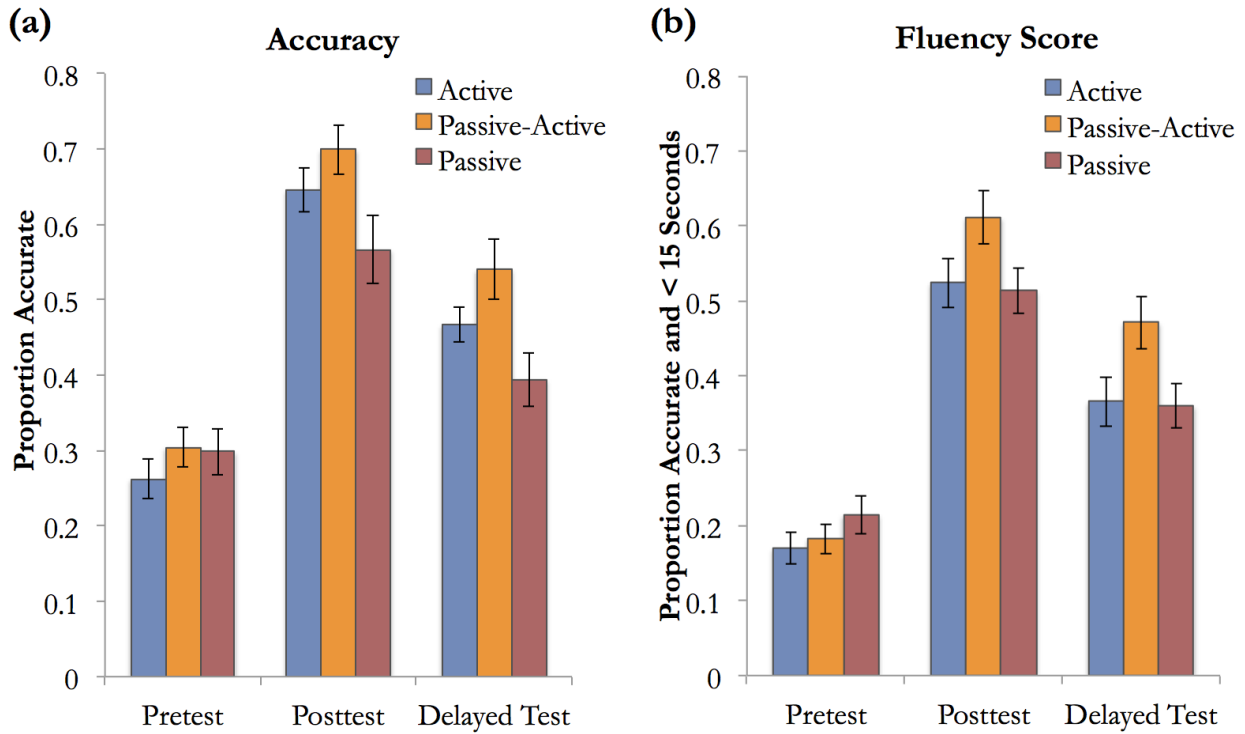 (a)
Accuracy
Proportion Accurate
0.8
0.7
0.6
0.5
0.4
0.3
0.2
0.1
0
Active
Passive-Active
Passive
Pretest
Posttest
Delayed Test
(b)
Fluency Score
Proportion Accurate and < 15 Seconds
0.8
0.7
0.6
0.5
0.4
0.3
0.2
0.1
0
Active
Passive-Active
Passive
Pretest
Posttest
Delayed Test